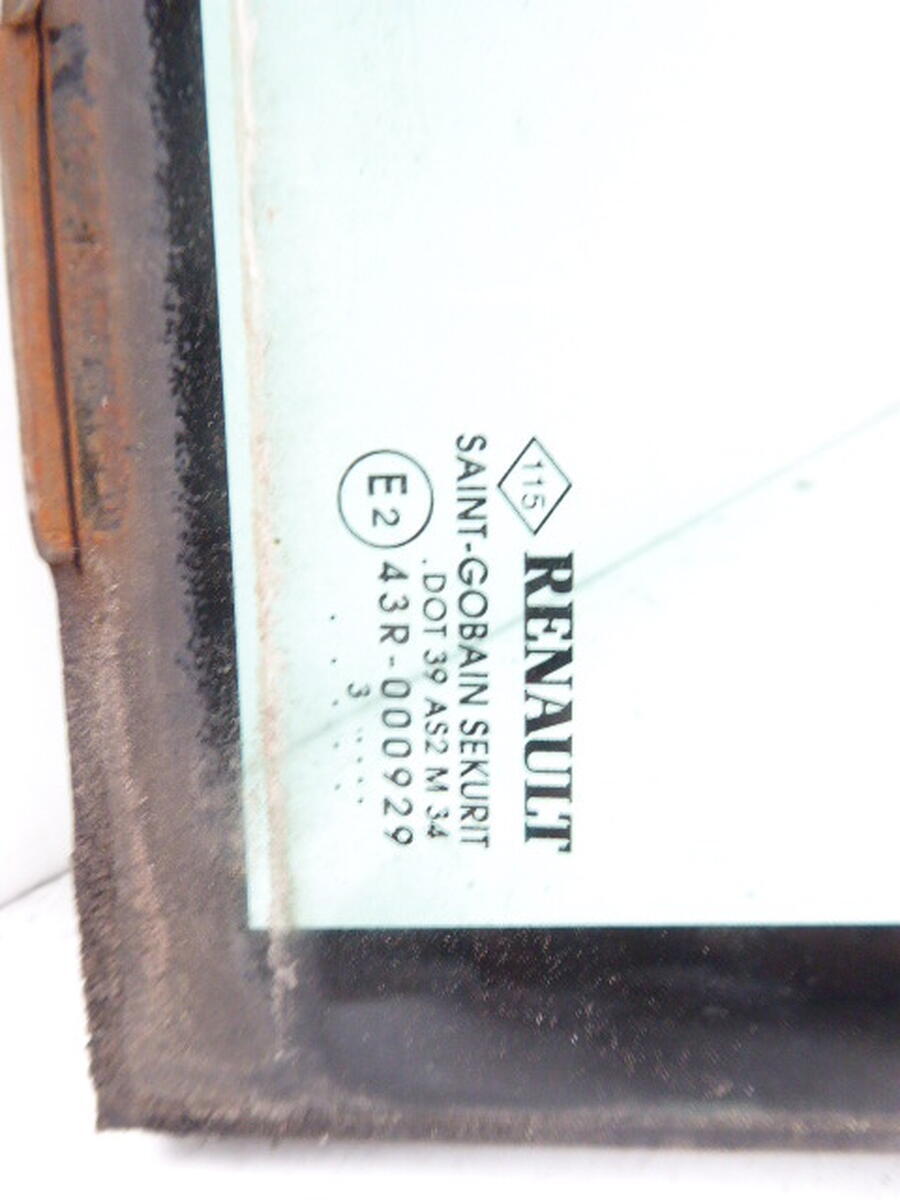 115 RENAULT
SAINT-GOBAIN SEKURIT
.DOT 39 AS2 M 34
E2 43R-000929
. . 3 . .. . . .